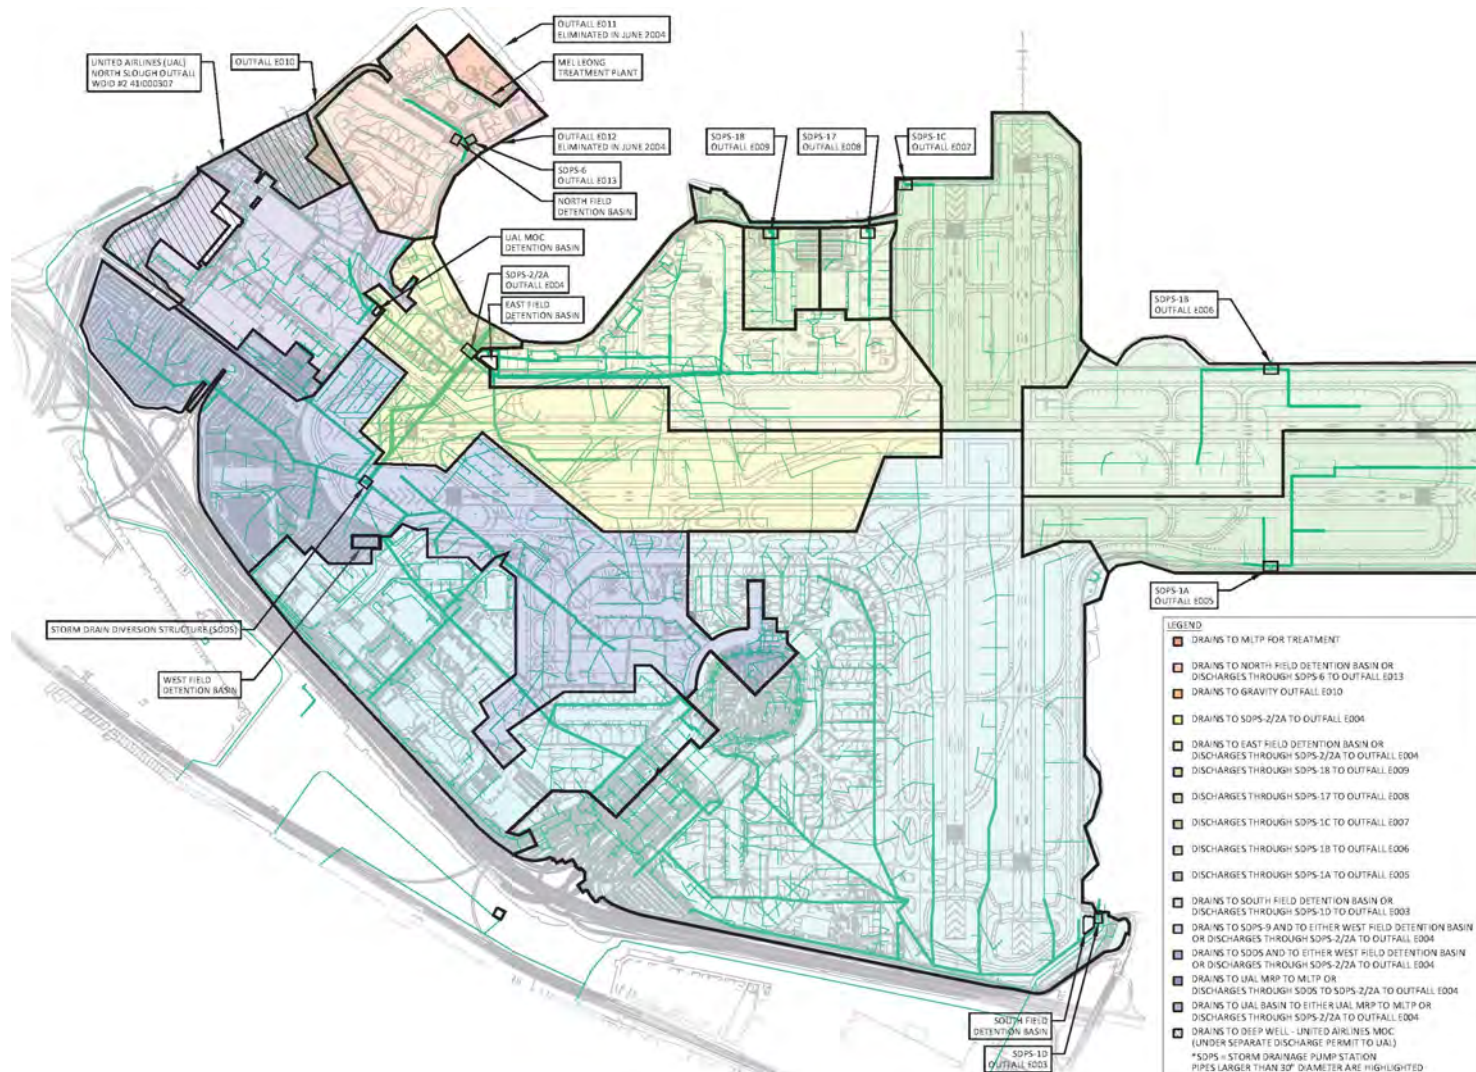 OUTFALL E011
ELIMINATED IN JUNE 2004
UNITED AIRLINES (UAL)
NORTH SLOUGH OUTFALL
WDID #2 41I000307
OUTFALL E010
MEL LEONG
TREATMENT PLANT
OUTFALL E012
ELIMINATED IN JUNE 2004
SDPS-18
OUTFALL E009
SDPS-17
OUTFALL E008
SDPS-1C
OUTFALL E007
SDPS-6
OUTFALL E013
NORTH FIELD
DETENTION BASIN
UAL MOC
DETENTION BASIN
SDPS-2/2A
OUTFALL E004
EAST FIELD
DETENTION BASIN
SDPS-1B
OUTFALL E006
SDPS-1A
OUTFALL E005
STORM DRAIN DIVERSION STRUCTURE (SDDS)
WEST FIELD
DETENTION BASIN
SOUTH FIELD
DETENTION BASIN
SDPS-1D
OUTFALL E003
LEGEND
DRAINS TO MLTP FOR TREATMENT
DRAINS TO NORTH FIELD DETENTION BASIN OR
DISCHARGES THROUGH SDPS-6 TO OUTFALL E013
DRAINS TO GRAVITY OUTFALL E010
DRAINS TO SDPS-2/2A TO OUTFALL E004
DRAINS TO EAST FIELD DETENTION BASIN OR
DISCHARGES THROUGH SDPS-2/2A TO OUTFALL E004
DISCHARGES THROUGH SDPS-18 TO OUTFALL E009
DISCHARGES THROUGH SDPS-17 TO OUTFALL E008
DISCHARGES THROUGH SDPS-1C TO OUTFALL E007
DISCHARGES THROUGH SDPS-1B TO OUTFALL E006
DISCHARGES THROUGH SDPS-1A TO OUTFALL E005
DRAINS TO SOUTH FIELD DETENTION BASIN OR
DISCHARGES THROUGH SDPS-1D TO OUTFALL E003
DRAINS TO SDPS-9 AND TO EITHER WEST FIELD DETENTION BASIN
OR DISCHARGES THROUGH SDPS-2/2A TO OUTFALL E004
DRAINS TO SDDS AND TO EITHER WEST FIELD DETENTION BASIN
OR DISCHARGES THROUGH SDPS-2/2A TO OUTFALL E004
DRAINS TO UAL MRP TO MLTP OR
DISCHARGES THROUGH SDDS TO SDPS-2/2A TO OUTFALL E004
DRAINS TO UAL BASIN TO EITHER UAL MRP TO MLTP OR
DISCHARGES THROUGH SDPS-2/2A TO OUTFALL E004
DRAINS TO DEEP WELL - UNITED AIRLINES MOC
(UNDER SEPARATE DISCHARGE PERMIT TO UAL)
*SDPS = STORM DRAINAGE PUMP STATION
PIPES LARGER THAN 30" DIAMETER ARE HIGHLIGHTED